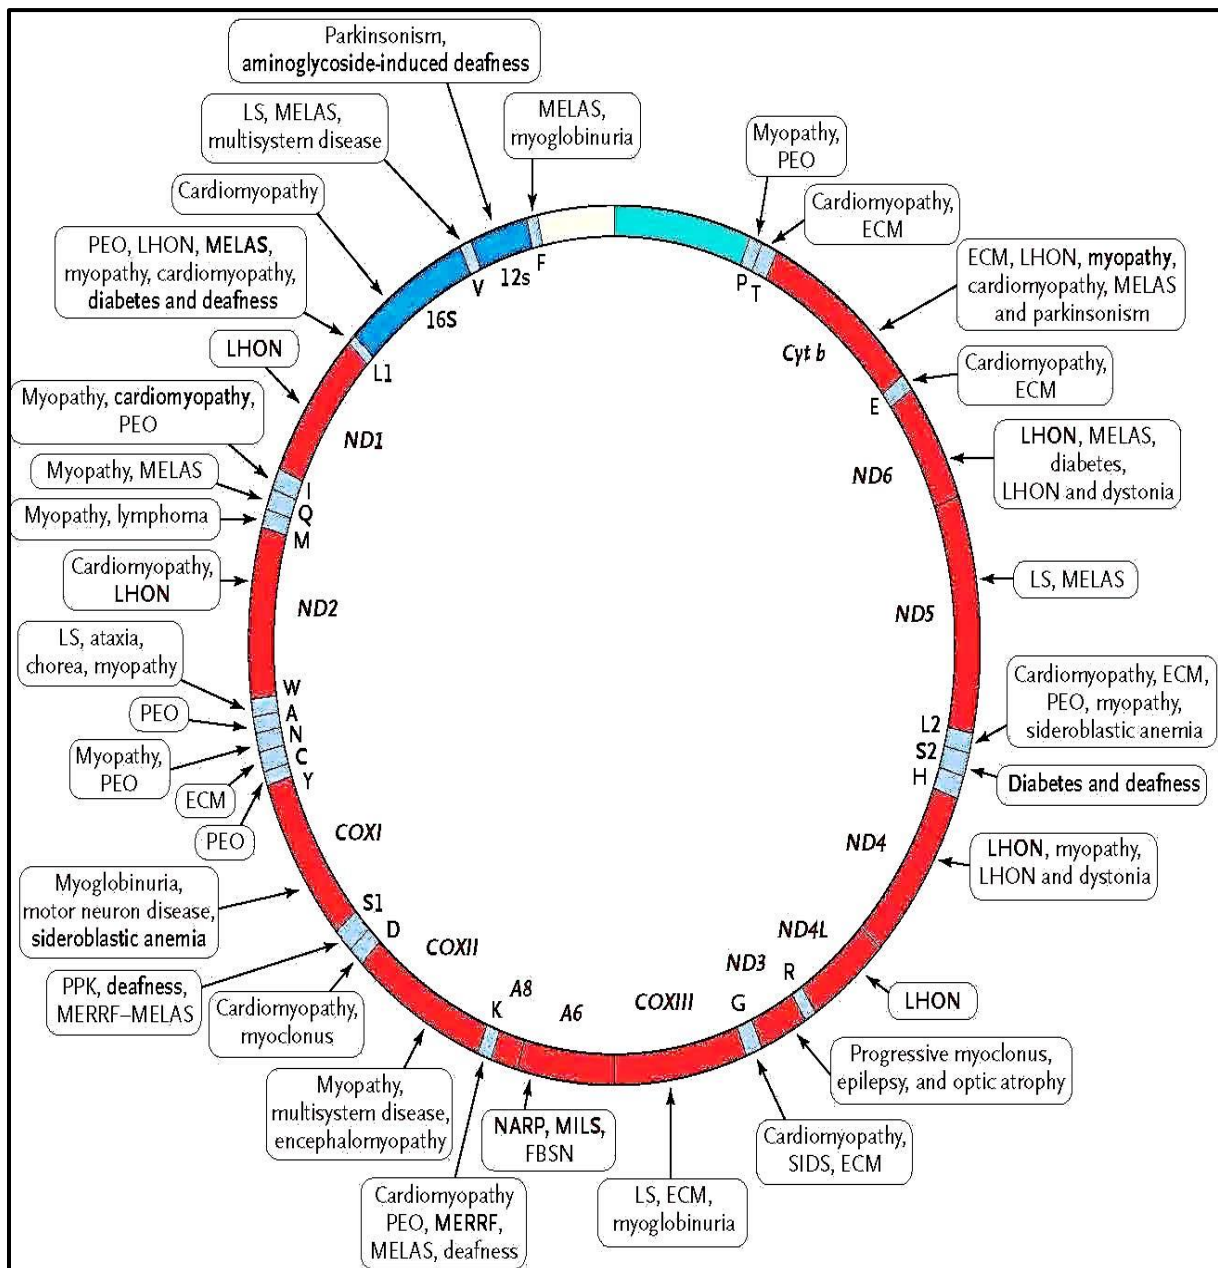 Parkinsonism,
aminoglycoside-induced deafness
LS, MELAS,
multisystem disease
MELAS,
myoglobinuria
Myopathy,
PEO
Cardiomyopathy
Cardiomyopathy,
ECM
PEO, LHON, MELAS,
myopathy, cardiomyopathy,
diabetes and deafness
ECM, LHON, myopathy,
cardiomyopathy, MELAS
and parkinsonism
F
12s
V
16S
L1
P
T
Cyt b
LHON
Cardiomyopathy,
ECM
E
Myopathy, cardiomyopathy,
PEO
ND1
LHON, MELAS,
diabetes,
LHON and dystonia
ND6
Myopathy, MELAS
I
Q
M
Myopathy, lymphoma
Cardiomyopathy,
LHON
ND2
ND5
LS, MELAS
LS, ataxia,
chorea, myopathy
W
A
N
C
Y
PEO
Myopathy,
PEO
ECM
PEO
Cardiomyopathy, ECM,
PEO, myopathy,
sideroblastic anemia
L2
S2
H
Diabetes and deafness
COXI
ND4
LHON, myopathy,
LHON and dystonia
Myoglobinuria,
motor neuron disease,
sideroblastic anemia
S1
D
COXII
ND4L
ND3
R
G
K
A8
A6
COXIII
PPK, deafness,
MERRF–MELAS
Cardiomyopathy,
myoclonus
LHON
Progressive myoclonus,
epilepsy, and optic atrophy
Myopathy,
multisystem disease,
encephalomyopathy
NARP, MILS,
FBSN
Cardiomyopathy,
SIDS, ECM
Cardiomyopathy
PEO, MERRF,
MELAS, deafness
LS, ECM,
myoglobinuria